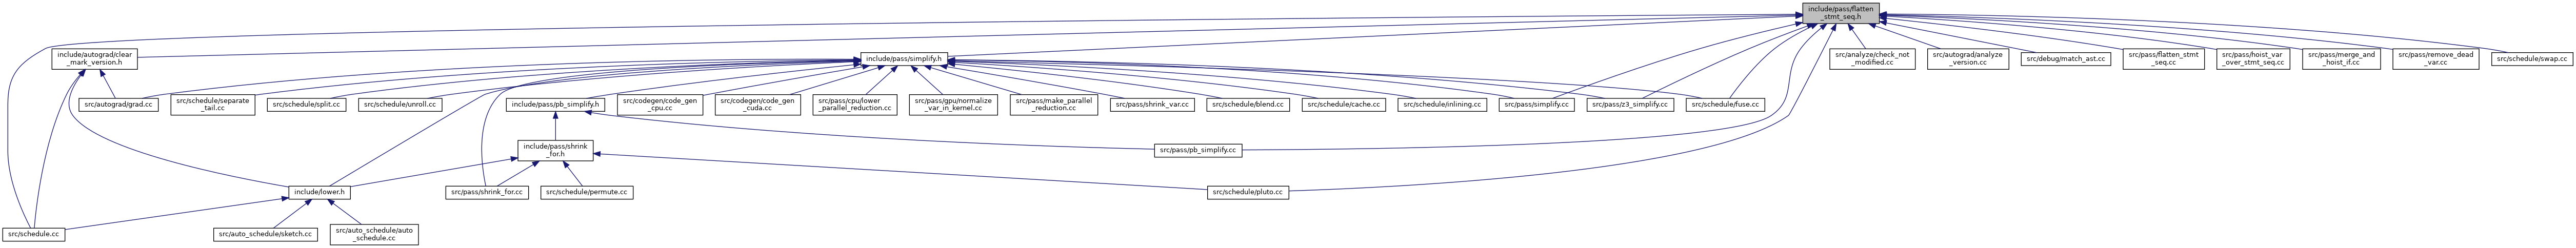 include/pass/flatten
_stmt_seq.h
include/autograd/clear
_mark_version.h
include/pass/simplify.h
src/analyze/check_not
_modified.cc
src/autograd/analyze
_version.cc
src/debug/match_ast.cc
src/pass/flatten_stmt
_seq.cc
src/pass/hoist_var
_over_stmt_seq.cc
src/pass/merge_and
_hoist_if.cc
src/pass/remove_dead
_var.cc
src/schedule/swap.cc
src/autograd/grad.cc
src/schedule/separate
_tail.cc
src/schedule/split.cc
src/schedule/unroll.cc
include/pass/pb_simplify.h
src/codegen/code_gen
_cpu.cc
src/codegen/code_gen
_cuda.cc
src/pass/cpu/lower
_parallel_reduction.cc
src/pass/gpu/normalize
_var_in_kernel.cc
src/pass/make_parallel
_reduction.cc
src/pass/shrink_var.cc
src/schedule/blend.cc
src/schedule/cache.cc
src/schedule/inlining.cc
src/pass/simplify.cc
src/pass/z3_simplify.cc
src/schedule/fuse.cc
include/pass/shrink
_for.h
src/pass/pb_simplify.cc
include/lower.h
src/pass/shrink_for.cc
src/schedule/permute.cc
src/schedule/pluto.cc
src/schedule.cc
src/auto_schedule/sketch.cc
src/auto_schedule/auto
_schedule.cc